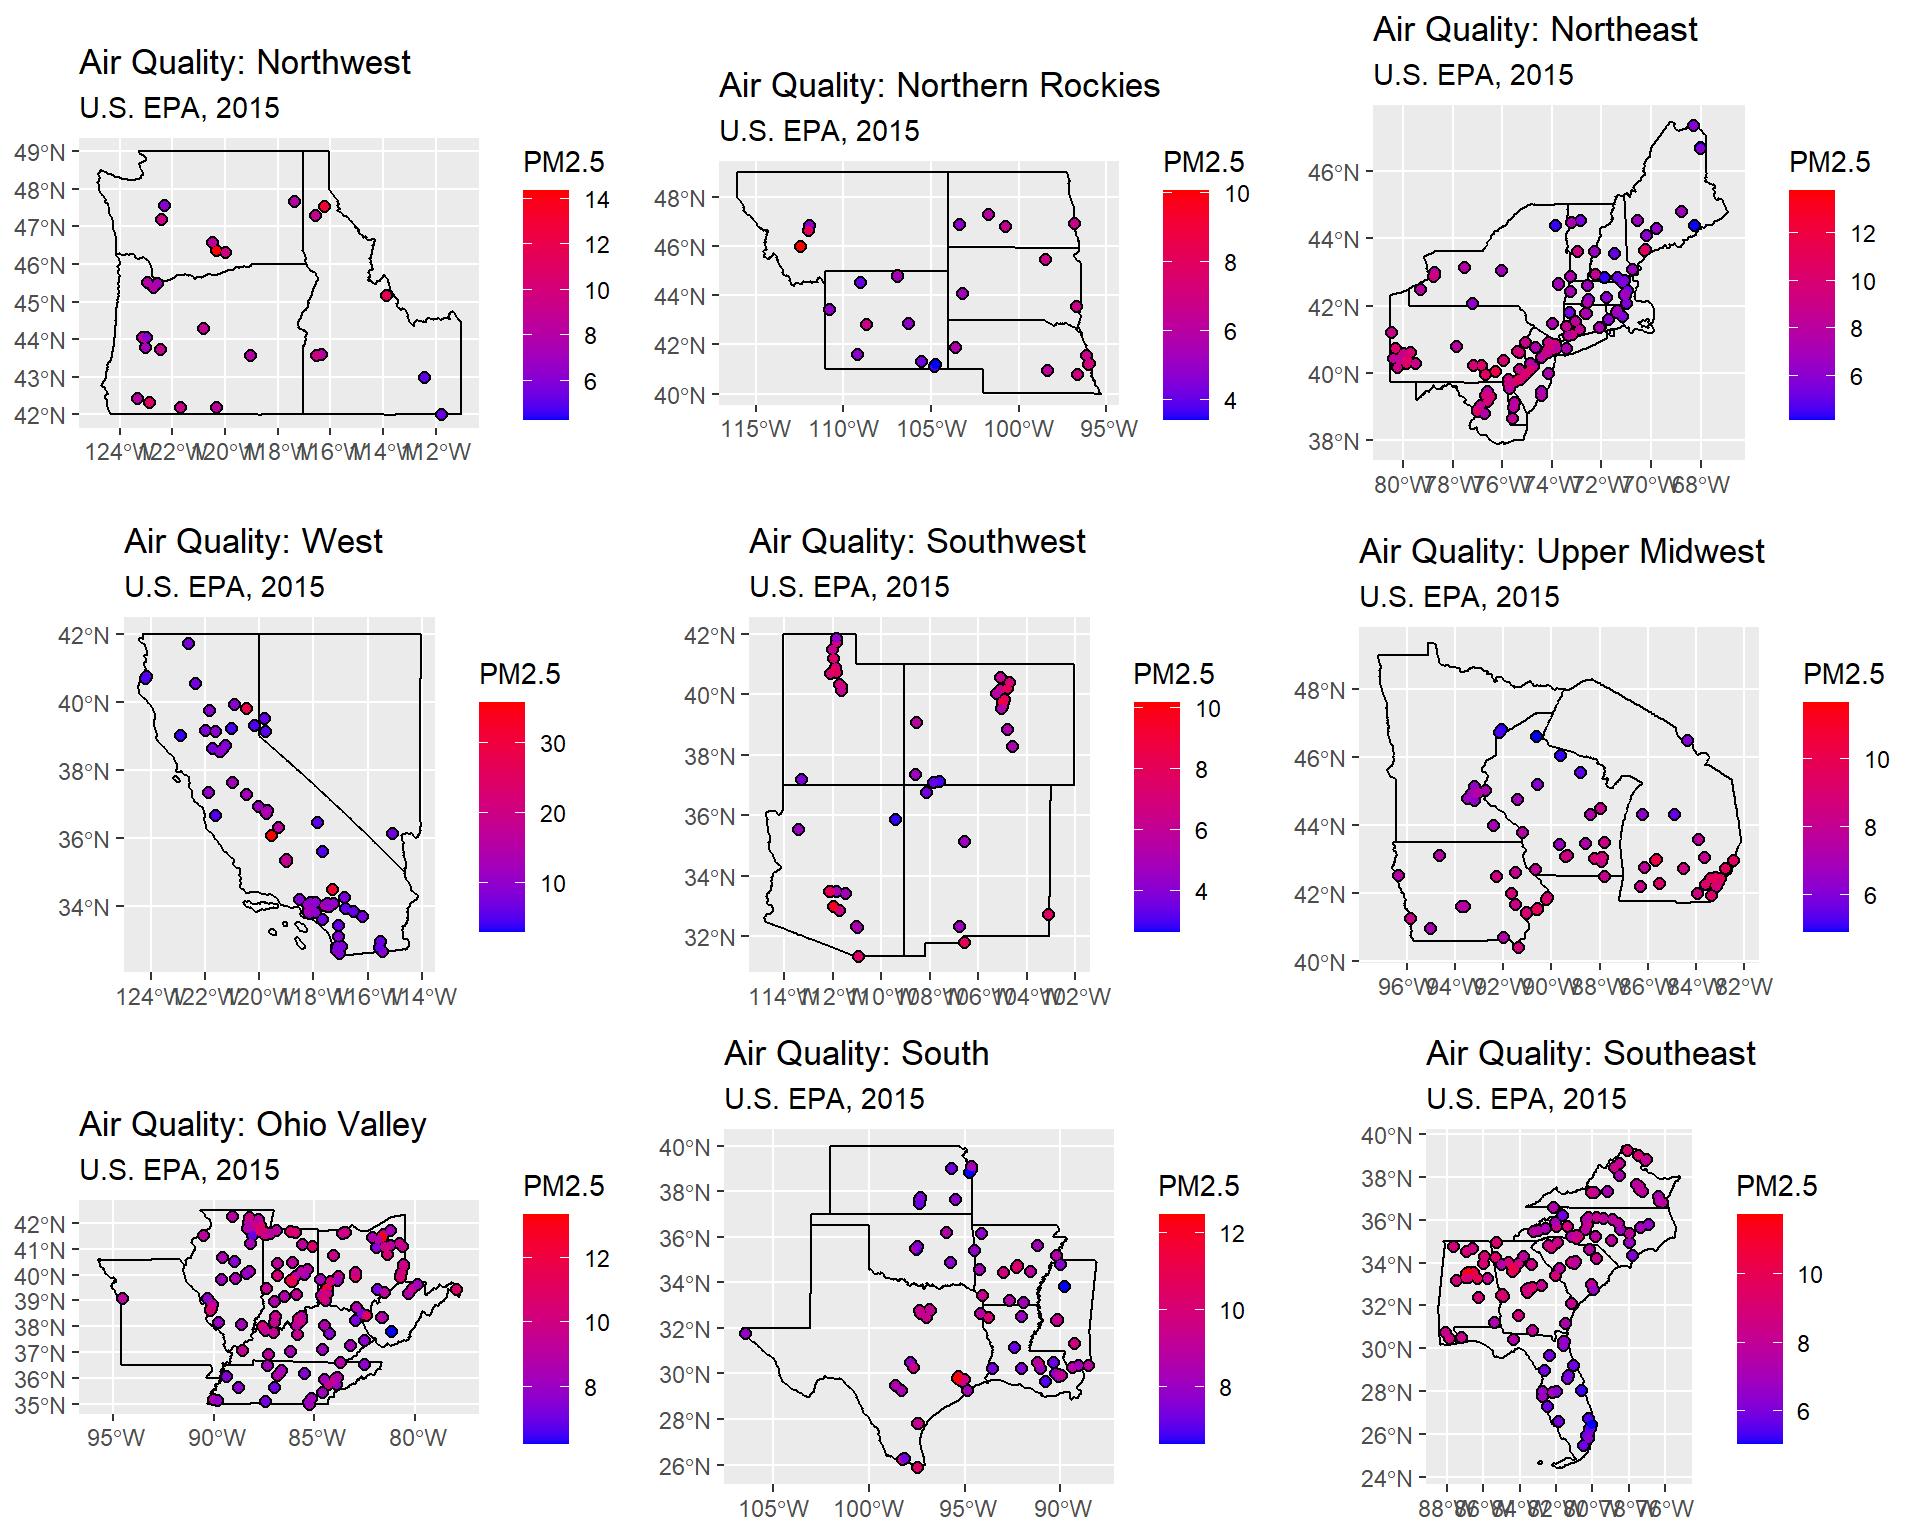 Air Quality: Northwest
U.S. EPA, 2015
49°N
48°N
47°N
46°N
45°N
44°N
43°N
42°N
124°W 122°W 120°W 118°W 116°W 114°W 112°W
PM2.5
14
12
10
8
6
Air Quality: Northern Rockies
U.S. EPA, 2015
48°N
46°N
44°N
42°N
40°N
115°W 110°W 105°W 100°W 95°W
PM2.5
10
8
6
4
Air Quality: Northeast
U.S. EPA, 2015
46°N
44°N
42°N
40°N
38°N
80°W 78°W 76°W 74°W 72°W 70°W 68°W
PM2.5
12
10
8
6
Air Quality: West
U.S. EPA, 2015
42°N
40°N
38°N
36°N
34°N
124°W 122°W 120°W 118°W 116°W 114°W
PM2.5
30
20
10
Air Quality: Southwest
U.S. EPA, 2015
42°N
40°N
38°N
36°N
34°N
32°N
114°W 112°W 110°W 108°W 106°W 104°W 102°W
PM2.5
10
8
6
4
Air Quality: Upper Midwest
U.S. EPA, 2015
48°N
46°N
44°N
42°N
40°N
96°W 94°W 92°W 90°W 88°W 86°W 84°W 82°W
PM2.5
10
8
6
Air Quality: Ohio Valley
U.S. EPA, 2015
42°N
41°N
40°N
39°N
38°N
37°N
36°N
35°N
95°W 90°W 85°W 80°W
PM2.5
12
10
8
Air Quality: South
U.S. EPA, 2015
40°N
38°N
36°N
34°N
32°N
30°N
28°N
26°N
105°W 100°W 95°W 90°W
PM2.5
12
10
8
Air Quality: Southeast
U.S. EPA, 2015
40°N
38°N
36°N
34°N
32°N
30°N
28°N
26°N
24°N
88°W 86°W 84°W 82°W 80°W 78°W 76°W
PM2.5
10
8
6